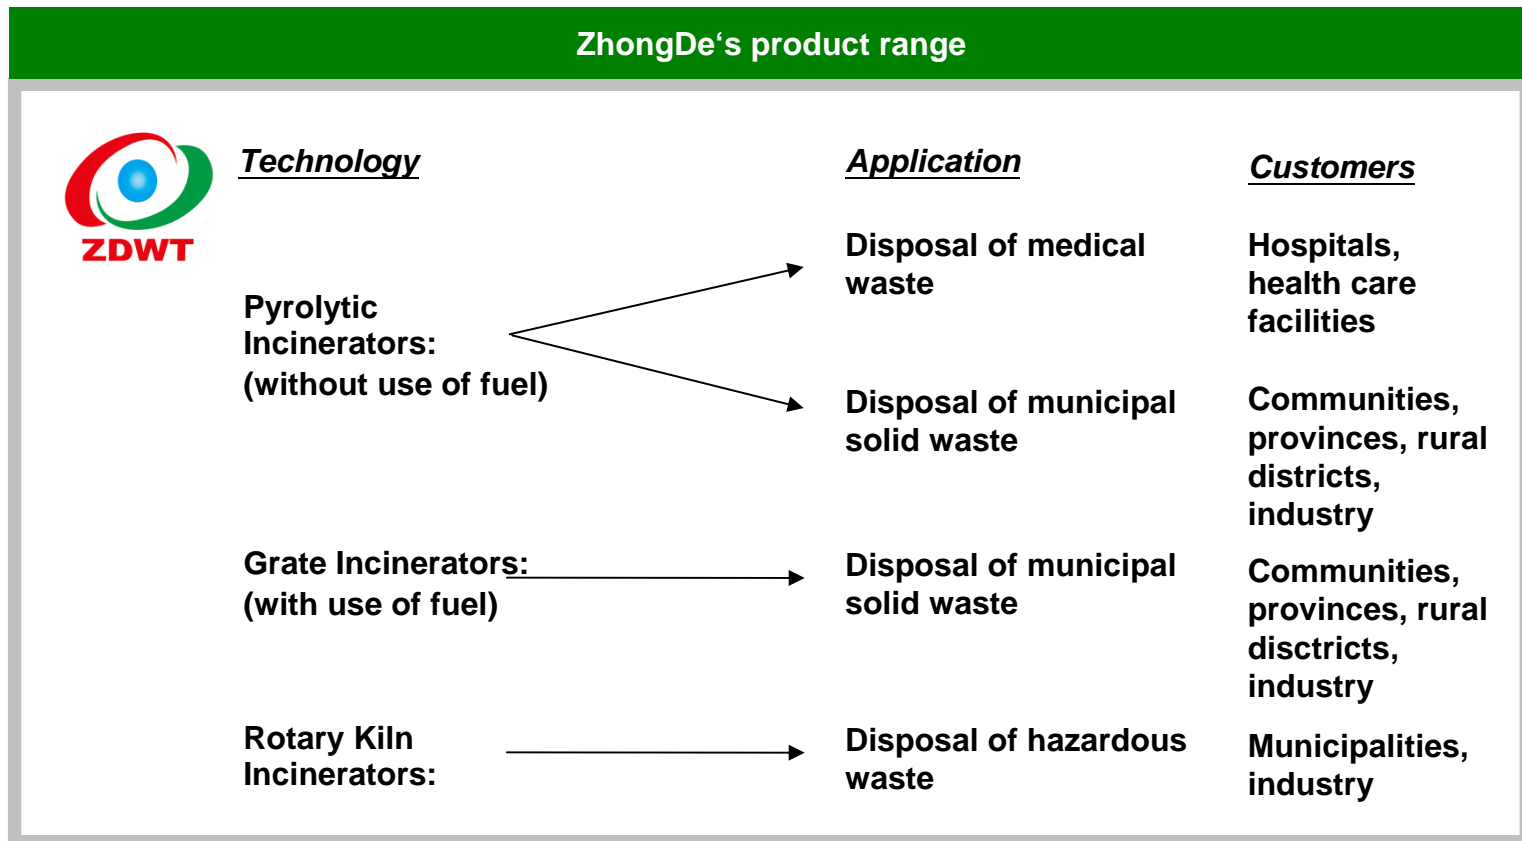 ZhongDe‘s product range
ZDWT
Technology
Application
Customers
Pyrolytic
Incinerators:
(without use of fuel)
Disposal of medical
waste
Hospitals,
health care
facilities
Disposal of municipal
solid waste
Communities,
provinces, rural
districts,
industry
Grate Incinerators:
(with use of fuel)
Disposal of municipal
solid waste
Communities,
provinces, rural
disctricts,
industry
Rotary Kiln
Incinerators:
Disposal of hazardous
waste
Municipalities,
industry